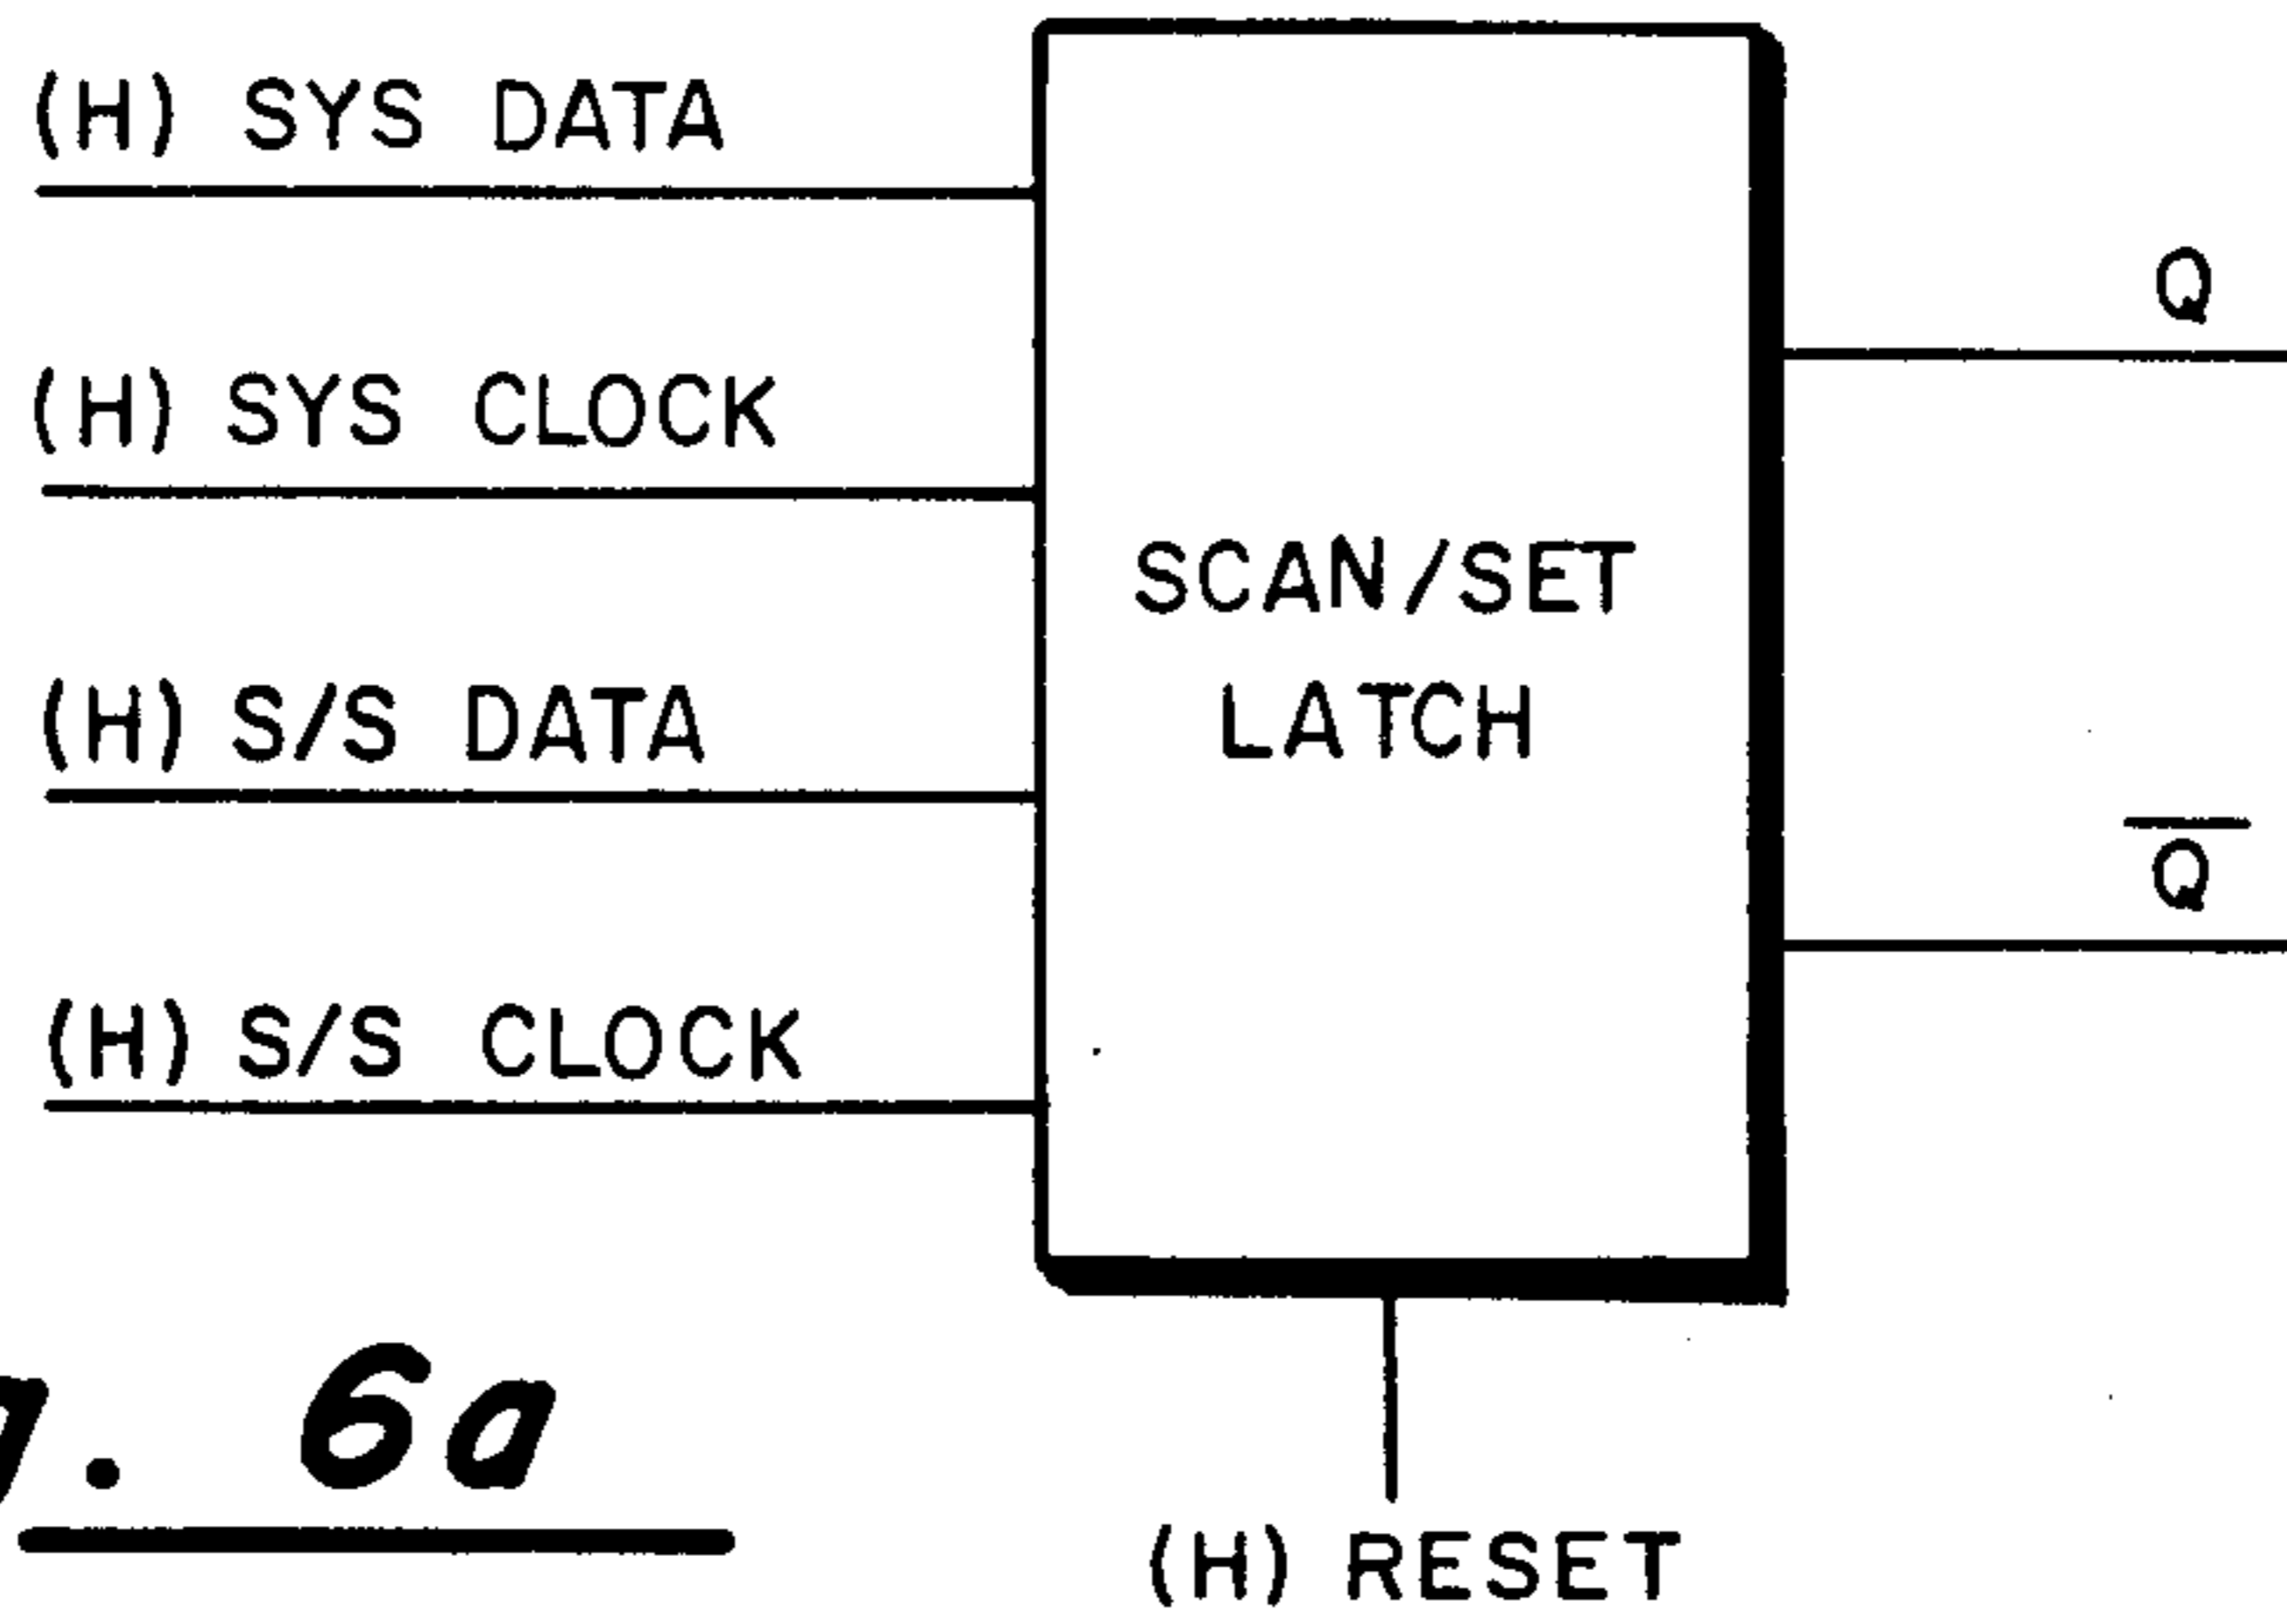 (H) SYS DATA
Q
(H) SYS CLOCK
SCAN/SET
LATCH
(H) S/S DATA
Q̅
(H) S/S CLOCK
. 6a
(H) RESET